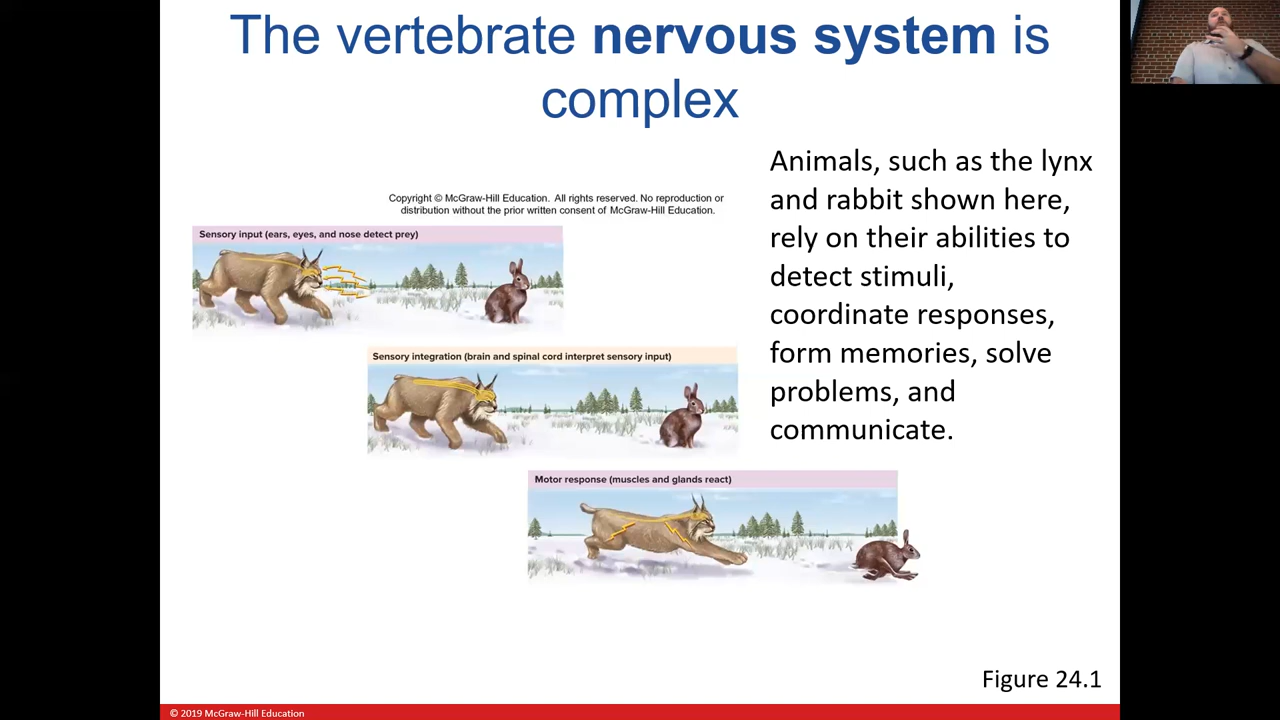 The vertebrate nervous system is
complex
Copyright © McGraw-Hill Education. All rights reserved. No reproduction or
distribution without the prior written consent of McGraw-Hill Education.
Sensory input (ears, eyes, and nose detect prey)
Sensory integration (brain and spinal cord interpret sensory input)
Motor response (muscles and glands react)
Animals, such as the lynx
and rabbit shown here,
rely on their abilities to
detect stimuli,
coordinate responses,
form memories, solve
problems, and
communicate.
Figure 24.1
© 2019 McGraw-Hill Education